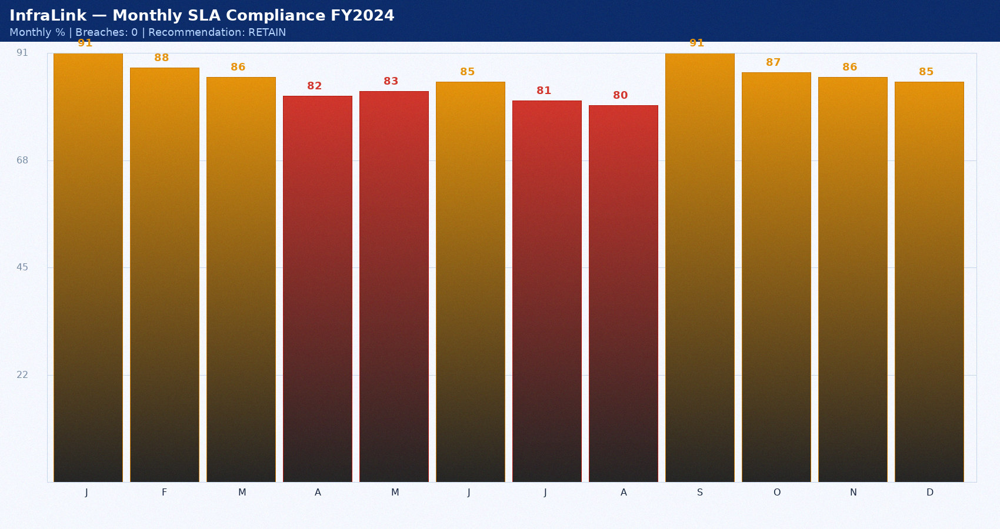 InfraLink — Monthly SLA Compliance FY2024
Monthly % | Breaches: 0 | Recommendation: RETAIN
91 88 86 82 83 85 81 80 91 87 86 85
91
68
45
22
J F M A M J J A S O N D